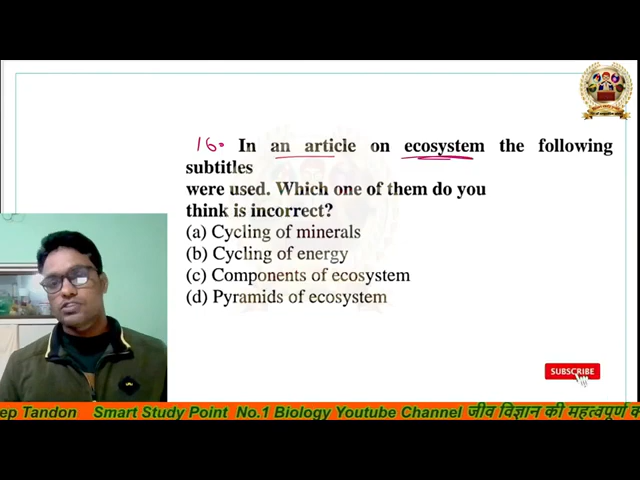 16. In an article on ecosystem the following
subtitles
were used. Which one of them do you
think is incorrect?
(a) Cycling of minerals
(b) Cycling of energy
(c) Components of ecosystem
(d) Pyramids of ecosystem
SUBSCRIBE
ep Tandon Smart Study Point No.1 Biology Youtube Channel जीव विज्ञान की महत्वपूर्ण क